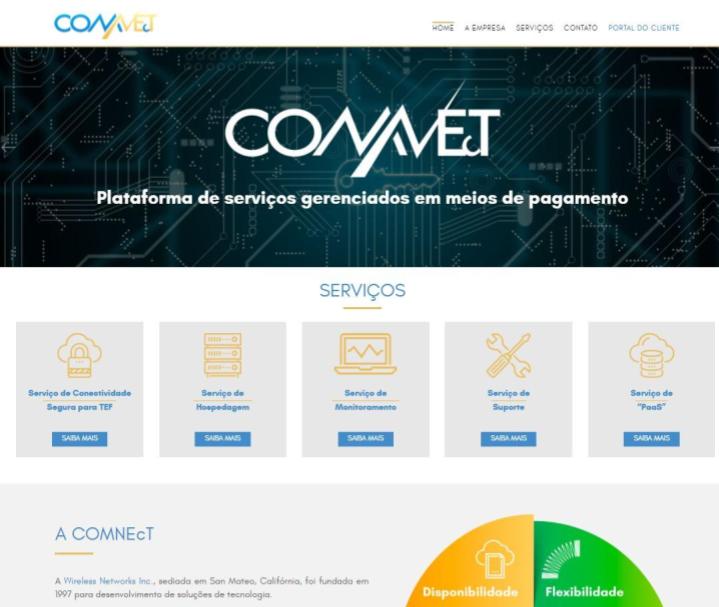 COMNEcT
HOME A EMPRESA SERVIÇOS CONTATO PORTAL DO CLIENTE
COMNEcT
Plataforma de serviços gerenciados em meios de pagamento
SERVIÇOS
Serviço de Conectividade
Segura para TEF
SAIBA MAIS
Serviço de
Hospedagem
SAIBA MAIS
Serviço de
Monitoramento
SAIBA MAIS
Serviço de
Suporte
SAIBA MAIS
Serviço de
"PaaS"
SAIBA MAIS
A COMNEcT
A Wireless Networks Inc., sediada em San Mateo, Califórnia, foi fundada em
1997 para desenvolvimento de soluções de tecnologia.
Disponibilidade
Flexibilidade